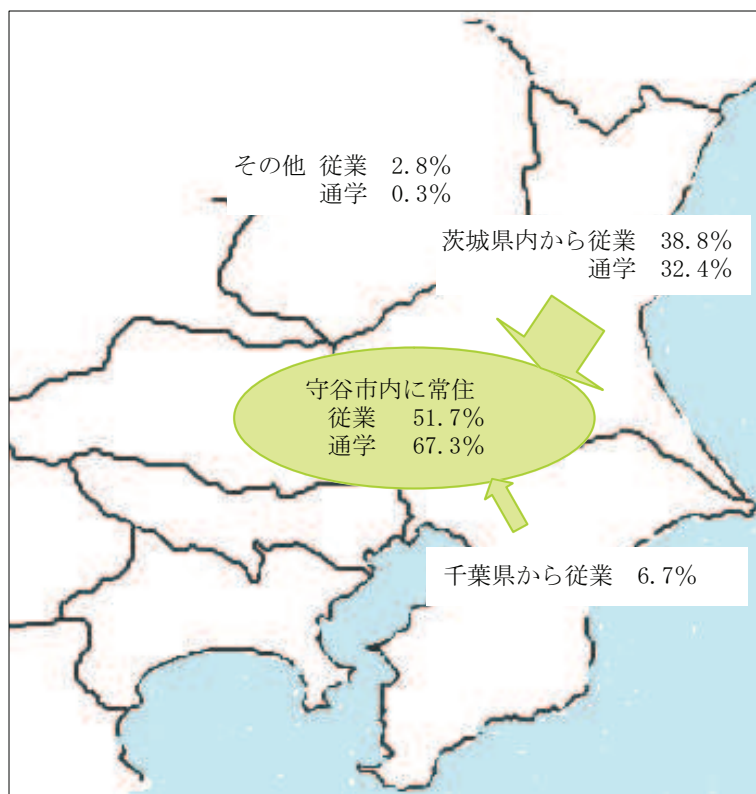 その他 従業 2.8%
通学 0.3%
茨城県内から従業 38.8%
通学 32.4%
守谷市内に常住
従業 51.7%
通学 67.3%
千葉県から従業 6.7%